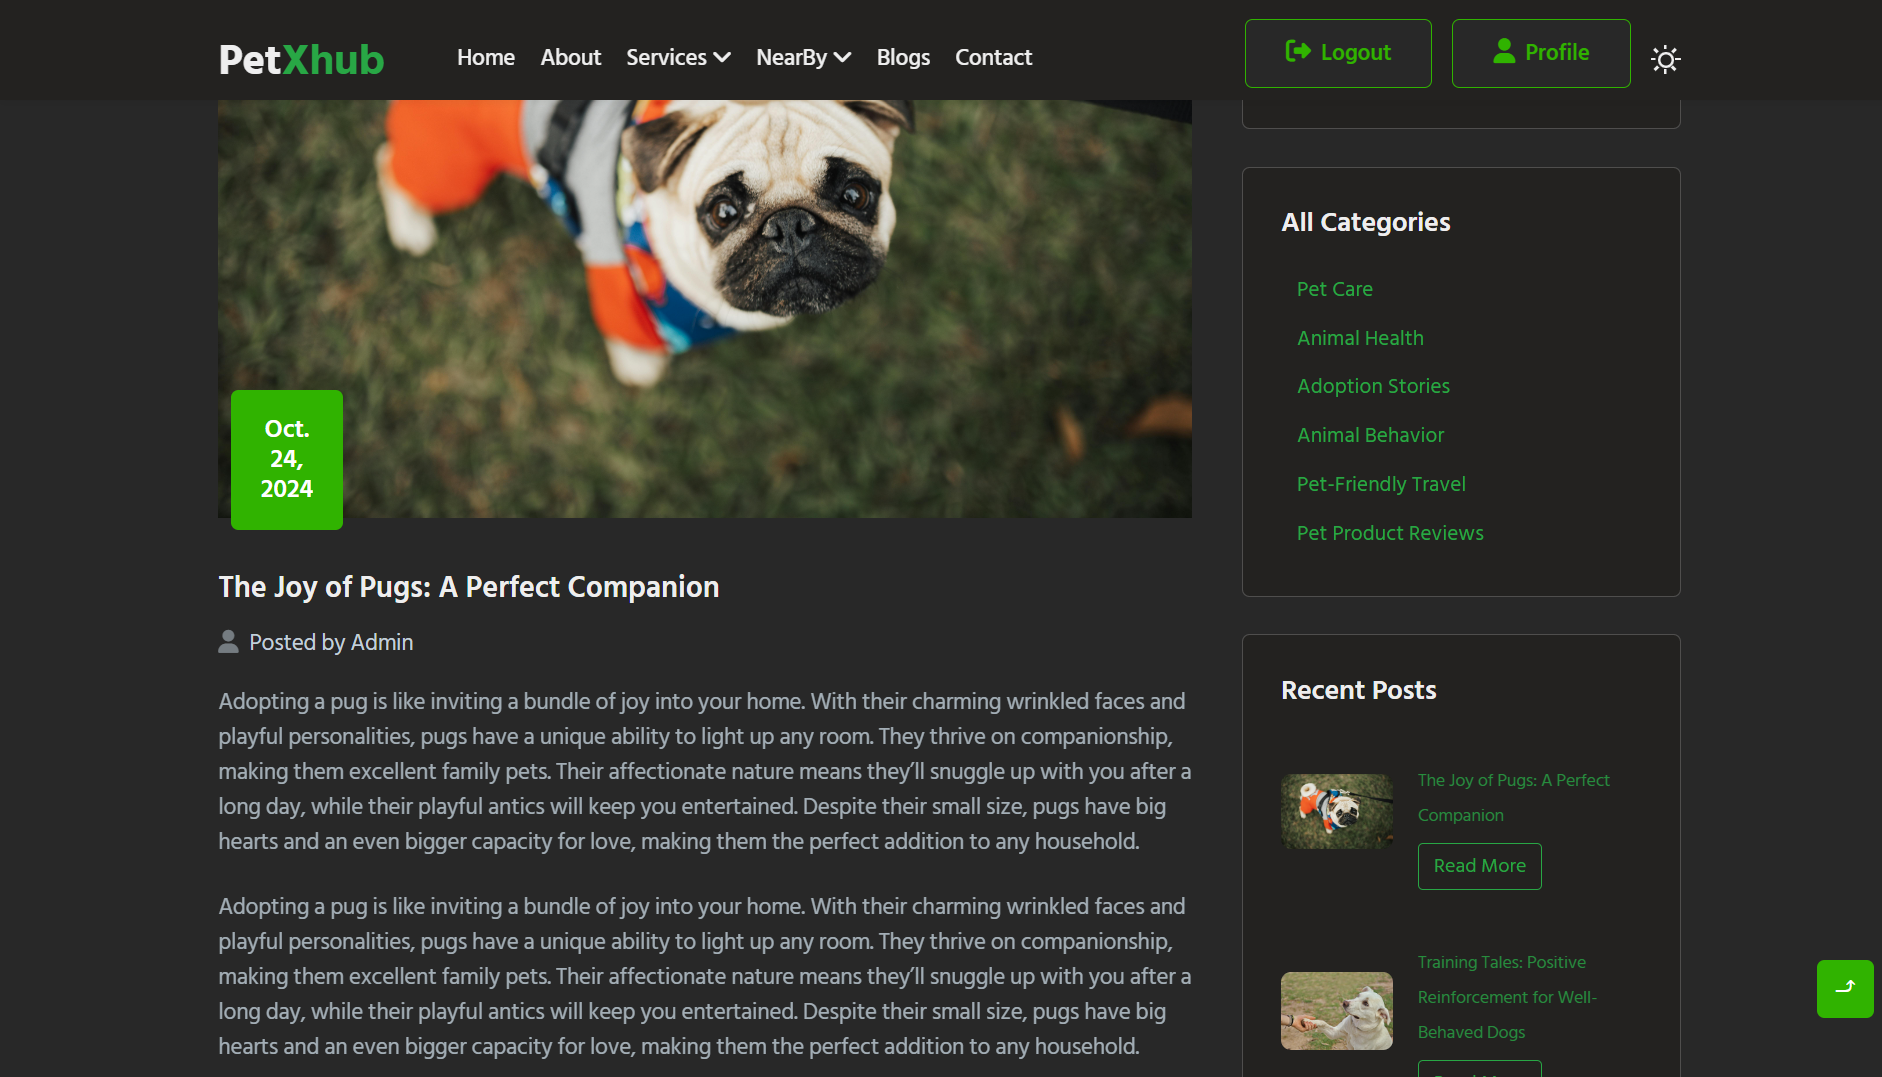 PetXhub
Home About Services NearBy Blogs Contact
Logout
Profile
Oct.
24,
2024
The Joy of Pugs: A Perfect Companion
Posted by Admin
Adopting a pug is like inviting a bundle of joy into your home. With their charming wrinkled faces and
playful personalities, pugs have a unique ability to light up any room. They thrive on companionship,
making them excellent family pets. Their affectionate nature means they’ll snuggle up with you after a
long day, while their playful antics will keep you entertained. Despite their small size, pugs have big
hearts and an even bigger capacity for love, making them the perfect addition to any household.
Adopting a pug is like inviting a bundle of joy into your home. With their charming wrinkled faces and
playful personalities, pugs have a unique ability to light up any room. They thrive on companionship,
making them excellent family pets. Their affectionate nature means they’ll snuggle up with you after a
long day, while their playful antics will keep you entertained. Despite their small size, pugs have big
hearts and an even bigger capacity for love, making them the perfect addition to any household.
All Categories
Pet Care
Animal Health
Adoption Stories
Animal Behavior
Pet-Friendly Travel
Pet Product Reviews
Recent Posts
The Joy of Pugs: A Perfect
Companion
Read More
Training Tales: Positive
Reinforcement for Well-
Behaved Dogs